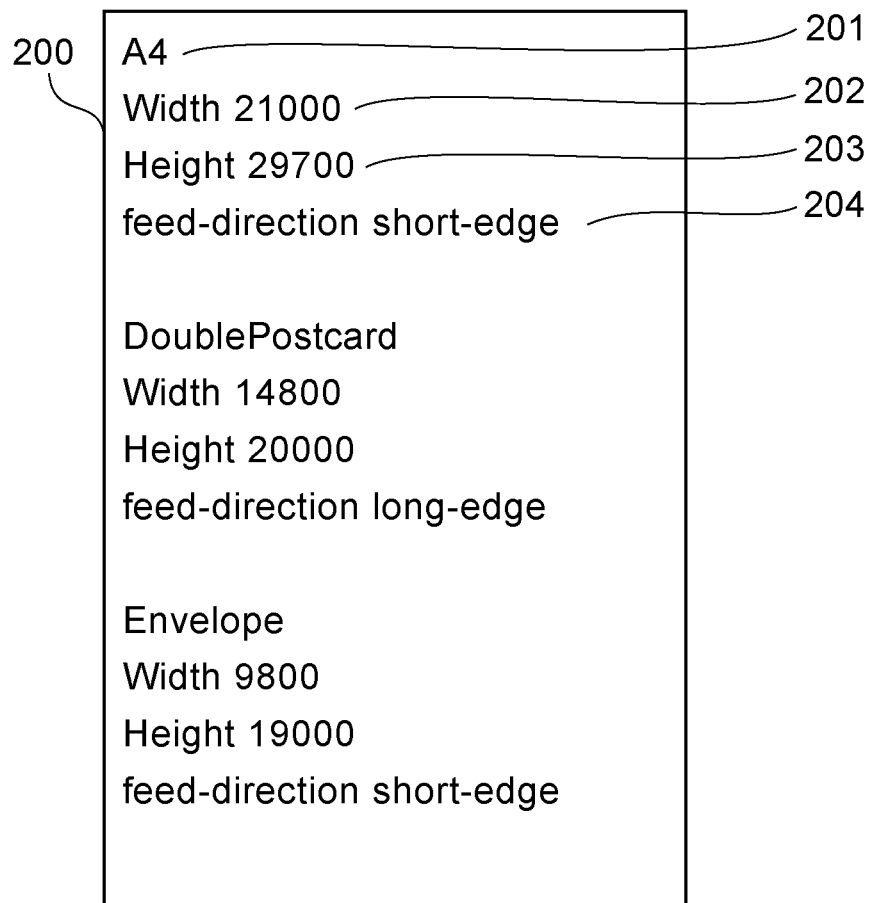 200
A4 201
Width 21000 202
Height 29700 203
feed-direction short-edge 204
DoublePostcard
Width 14800
Height 20000
feed-direction long-edge
Envelope
Width 9800
Height 19000
feed-direction short-edge